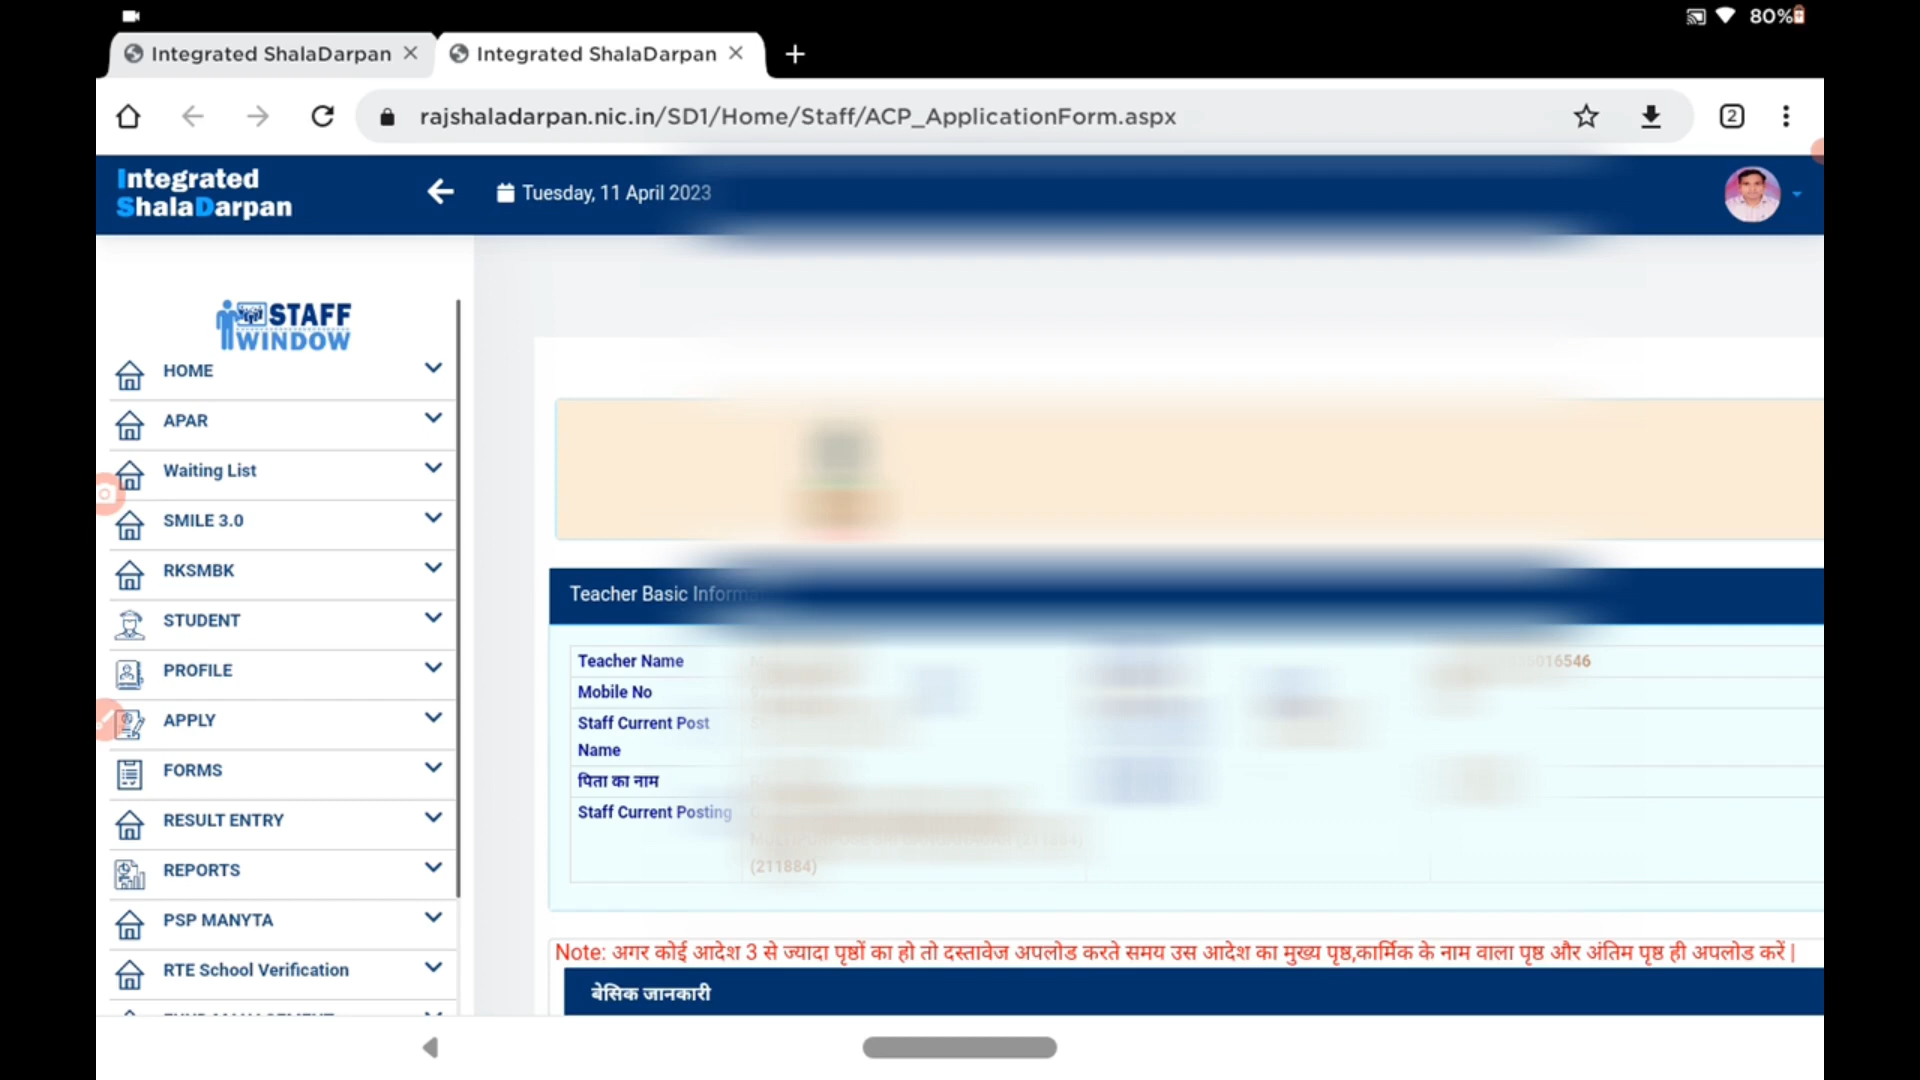 80%
Integrated ShalaDarpan
Integrated ShalaDarpan
rajshaladarpan.nic.in/SD1/Home/Staff/ACP_ApplicationForm.aspx
2
Integrated
ShalaDarpan
Tuesday, 11 April 2023
STAFF
WINDOW
HOME
APAR
Waiting List
SMILE 3.0
RKSMBK
STUDENT
PROFILE
APPLY
FORMS
RESULT ENTRY
REPORTS
PSP MANYTA
RTE School Verification
Teacher Basic
Teacher Name
Mobile No
Staff Current Post
Name
पिता का नाम
Staff Current Posting
(211884)
Note: अगर कोई आदेश 3 से ज्यादा पृष्ठों का हो तो दस्तावेज अपलोड करते समय उस आदेश का मुख्य पृष्ठ,कार्मिक के नाम वाला पृष्ठ और अंतिम पृष्ठ ही अपलोड करें |
बेसिक जानकारी